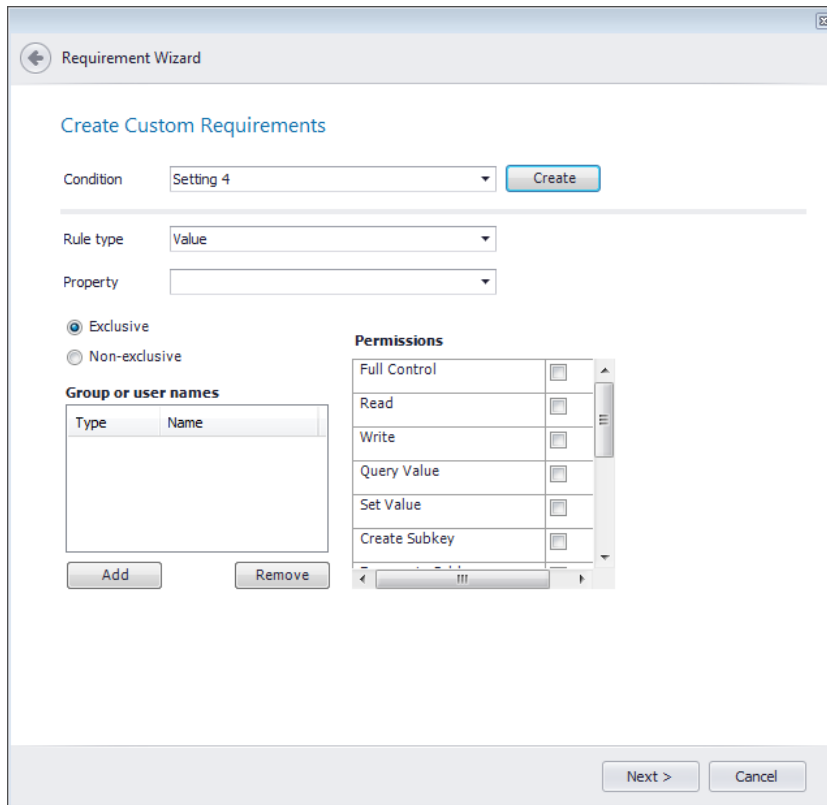 Requirement Wizard
Create Custom Requirements
Condition Setting 4 Create
Rule type Value
Property
Exclusive
Non-exclusive
Group or user names
Type Name
Add Remove
Permissions
Full Control
Read
Write
Query Value
Set Value
Create Subkey
Next > Cancel